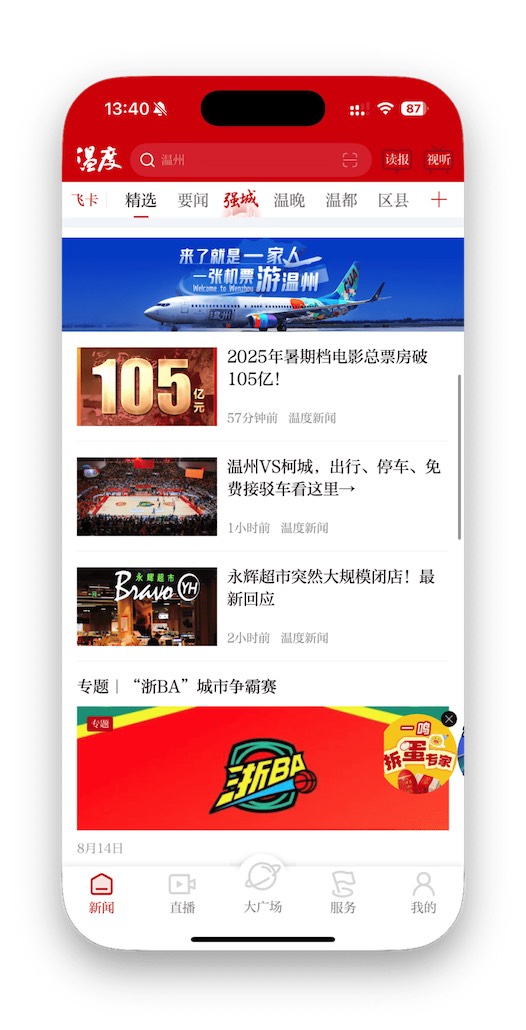 13:40
87
温度
温州
读报
视听
飞卡
精选
要闻
强城
温晚
温都
区县
来了就是一家人
一张机票游温州
Welcome to Wenzhou
105亿元
2025年暑期档电影总票房破
105亿！
57分钟前 温度新闻
温州VS柯城，出行、停车、免
费接驳车看这里→
1小时前 温度新闻
永辉超市
Bravo YH
永辉超市突然大规模闭店！最
新回应
2小时前 温度新闻
专题｜“浙BA”城市争霸赛
专题
浙BA
一鸣
拆蛋专家
8月14日
新闻
直播
大广场
服务
我的